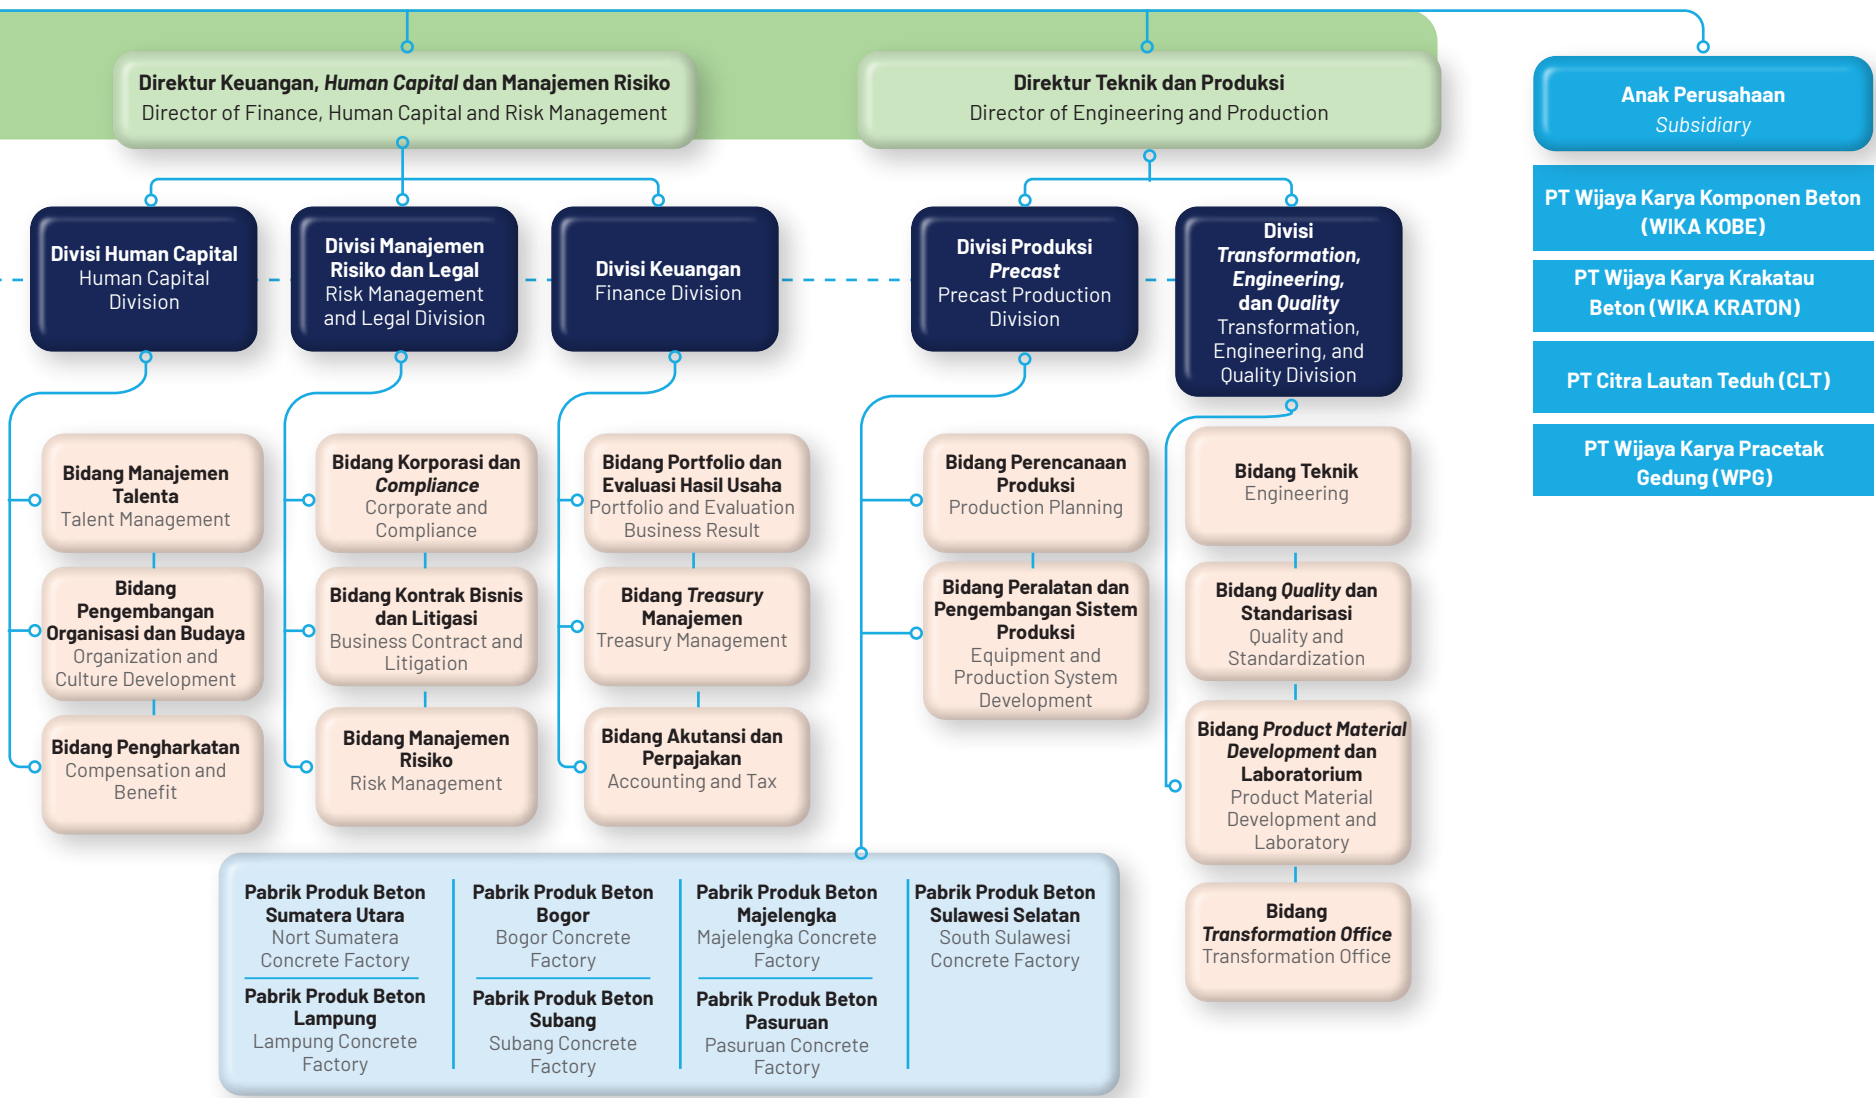 Direktur Keuangan, Human Capital dan Manajemen Risiko
Director of Finance, Human Capital and Risk Management
Direktur Teknik dan Produksi
Director of Engineering and Production
Anak Perusahaan
Subsidiary
PT Wijaya Karya Komponen Beton
(WIKA KOBE)
PT Wijaya Karya Krakatau
Beton (WIKA KRATON)
PT Citra Lautan Teduh (CLT)
PT Wijaya Karya Pracetak
Gedung (WPG)
Divisi Human Capital
Human Capital
Division
Divisi Manajemen
Risiko dan Legal
Risk Management
and Legal Division
Divisi Keuangan
Finance Division
Divisi Produksi
Precast
Precast Production
Division
Divisi
Transformation,
Engineering,
dan Quality
Transformation,
Engineering, and
Quality Division
Bidang Manajemen
Talenta
Talent Management
Bidang
Pengembangan
Organisasi dan Budaya
Organization and
Culture Development
Bidang Pengharkatan
Compensation and
Benefit
Bidang Korporasi dan
Compliance
Corporate and
Compliance
Bidang Kontrak Bisnis
dan Litigasi
Business Contract and
Litigation
Bidang Manajemen
Risiko
Risk Management
Bidang Portfolio dan
Evaluasi Hasil Usaha
Portfolio and Evaluation
Business Result
Bidang Treasury
Manajemen
Treasury Management
Bidang Akutansi dan
Perpajakan
Accounting and Tax
Bidang Perencanaan
Produksi
Production Planning
Bidang Peralatan dan
Pengembangan Sistem
Produksi
Equipment and
Production System
Development
Bidang Teknik
Engineering
Bidang Quality dan
Standarisasi
Quality and
Standardization
Bidang Product Material
Development dan
Laboratorium
Product Material
Development and
Laboratory
Bidang
Transformation Office
Transformation Office
Pabrik Produk Beton
Sumatera Utara
Nort Sumatera
Concrete Factory
Pabrik Produk Beton
Lampung
Lampung Concrete
Factory
Pabrik Produk Beton
Bogor
Bogor Concrete
Factory
Pabrik Produk Beton
Subang
Subang Concrete
Factory
Pabrik Produk Beton
Majelengka
Majelengka Concrete
Factory
Pabrik Produk Beton
Pasuruan
Pasuruan Concrete
Factory
Pabrik Produk Beton
Sulawesi Selatan
South Sulawesi
Concrete Factory